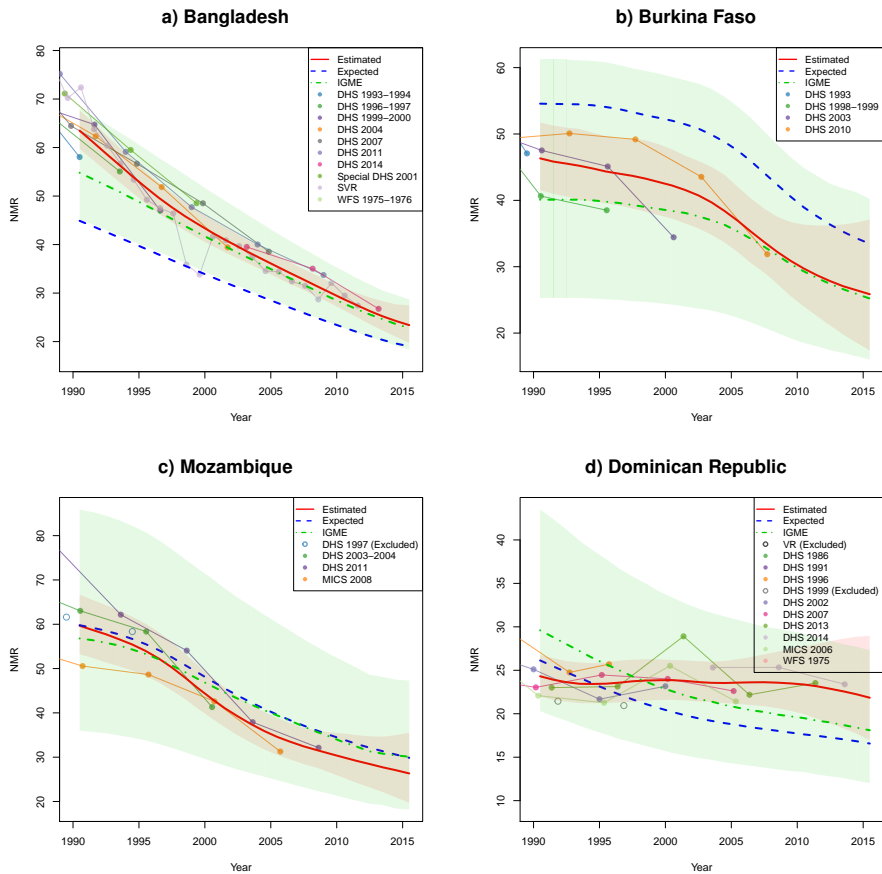 a) Bangladesh
80
70
60
50
40
30
20
NMR
1990
1995
2000
2005
2010
2015
Year
Estimated
Expected
IGME
DHS 1993−1994
DHS 1996−1997
DHS 1999−2000
DHS 2004
DHS 2007
DHS 2011
DHS 2014
Special DHS 2001
SVR
WFS 1975−1976
b) Burkina Faso
60
50
40
30
20
NMR
1990
1995
2000
2005
2010
2015
Year
Estimated
Expected
IGME
DHS 1993
DHS 1998−1999
DHS 2003
DHS 2010
c) Mozambique
80
70
60
50
40
30
20
NMR
1990
1995
2000
2005
2010
2015
Year
Estimated
Expected
IGME
DHS 1997 (Excluded)
DHS 2003−2004
DHS 2011
MICS 2008
d) Dominican Republic
40
35
30
25
20
15
10
NMR
1990
1995
2000
2005
2010
2015
Year
Estimated
Expected
IGME
VR (Excluded)
DHS 1986
DHS 1991
DHS 1996
DHS 1999 (Excluded)
DHS 2002
DHS 2007
DHS 2013
DHS 2014
MICS 2006
WFS 1975